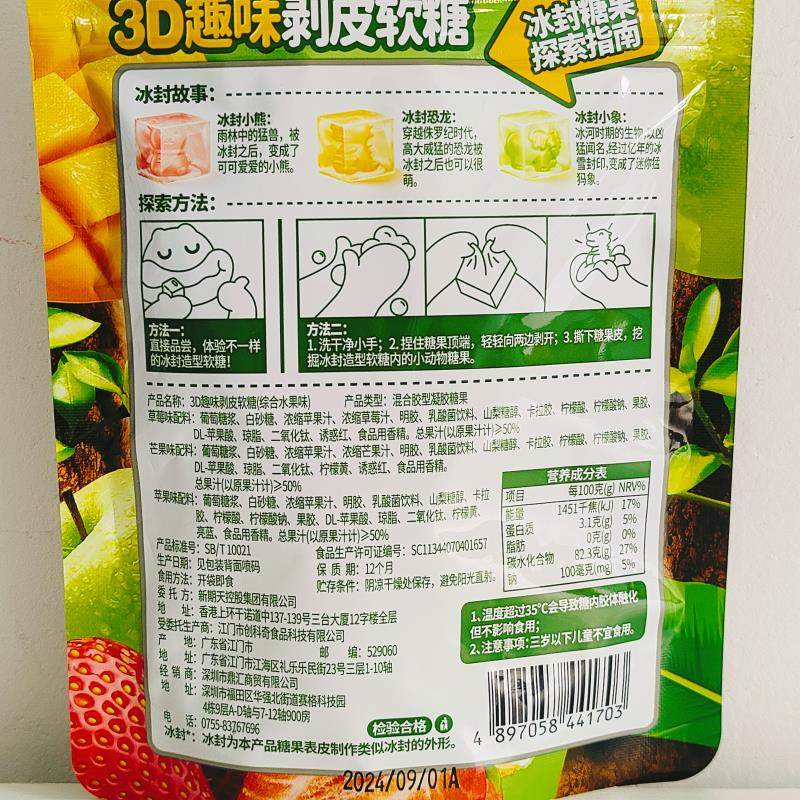 3D趣味剥皮软糖
冰封糖果
探索指南
冰封故事：
冰封小熊：
雨林中的猛兽，被
冰封之后，变成了
可可爱爱的小熊。
冰封恐龙：
穿越侏罗纪时代，
高大威猛的恐龙被
冰封之后也可以很
萌。
冰封小象：
冰河时期的生物，以凶
猛闻名，经过亿年的冰
雪封印，变成了迷你猛
犸象。
探索方法：
方法一：
直接品尝，体验不一样
的冰封造型软糖！
方法二：
1. 洗干净小手；2. 捏住糖果顶端，轻轻向两边剥开；3. 撕下糖果皮，挖
掘冰封造型软糖内的小动物糖果。
产品名称：3D趣味剥皮软糖(综合水果味) 产品类型：混合胶型凝胶糖果
草莓味配料：葡萄糖浆、白砂糖、浓缩苹果汁、浓缩草莓汁、明胶、乳酸菌饮料、山梨糖醇、卡拉胶、柠檬酸、柠檬酸钠、果胶、
DL-苹果酸、琼脂、二氧化钛、诱惑红、食品用香精。总果汁(以原果汁计)≥50%
芒果味配料：葡萄糖浆、白砂糖、浓缩苹果汁、浓缩芒果汁、明胶、乳酸菌饮料、山梨糖醇、卡拉胶、柠檬酸、柠檬酸钠、果胶、
DL-苹果酸、琼脂、二氧化钛、柠檬黄、诱惑红、食品用香精。
总果汁(以原果汁计)≥50%
苹果味配料：葡萄糖浆、白砂糖、浓缩苹果汁、明胶、乳酸菌饮料、山梨糖醇、卡拉
胶、柠檬酸、柠檬酸钠、果胶、DL-苹果酸、琼脂、二氧化钛、柠檬黄、
亮蓝、食用香精。总果汁(以原果汁计)≥50%
产品标准号：SB/T 10021 食品生产许可证编号：SC11344070401657
生产日期：见包装背面喷码 保 质 期：12个月
食用方法：开袋即食 贮存条件：阴凉干燥处保存，避免阳光直射。
委 托 方：新期天控股集团有限公司
地 址：香港上环干诺道中137-139号三台大厦12字楼全层
受委托生产商：江门市创科奇食品科技有限公司
产 地：广东省江门市 邮 编：529060
地 址：广东省江门市江海区礼乐乐民街23号三层1-10轴
经 销 商：深圳市鼎汇商贸有限公司
地 址：深圳市福田区华强北街道赛格科技园
4栋9层A-D轴与7-12轴900房
电 话：0755-83767696
冰封*：冰封为本产品糖果表皮制作类似冰封的外形。
营养成分表
项目 每100克(g) NRV%
能量 1451千焦(kJ) 17%
蛋白质 3.1克(g) 5%
脂肪 0克(g) 0%
碳水化合物 82.3克(g) 27%
钠 100毫克(mg) 5%
1、温度超过35℃会导致糖内胶体融化
但不影响食用；
2、注意事项：三岁以下儿童不宜食用。
检验合格
4 897058 441703
2024/09/01A